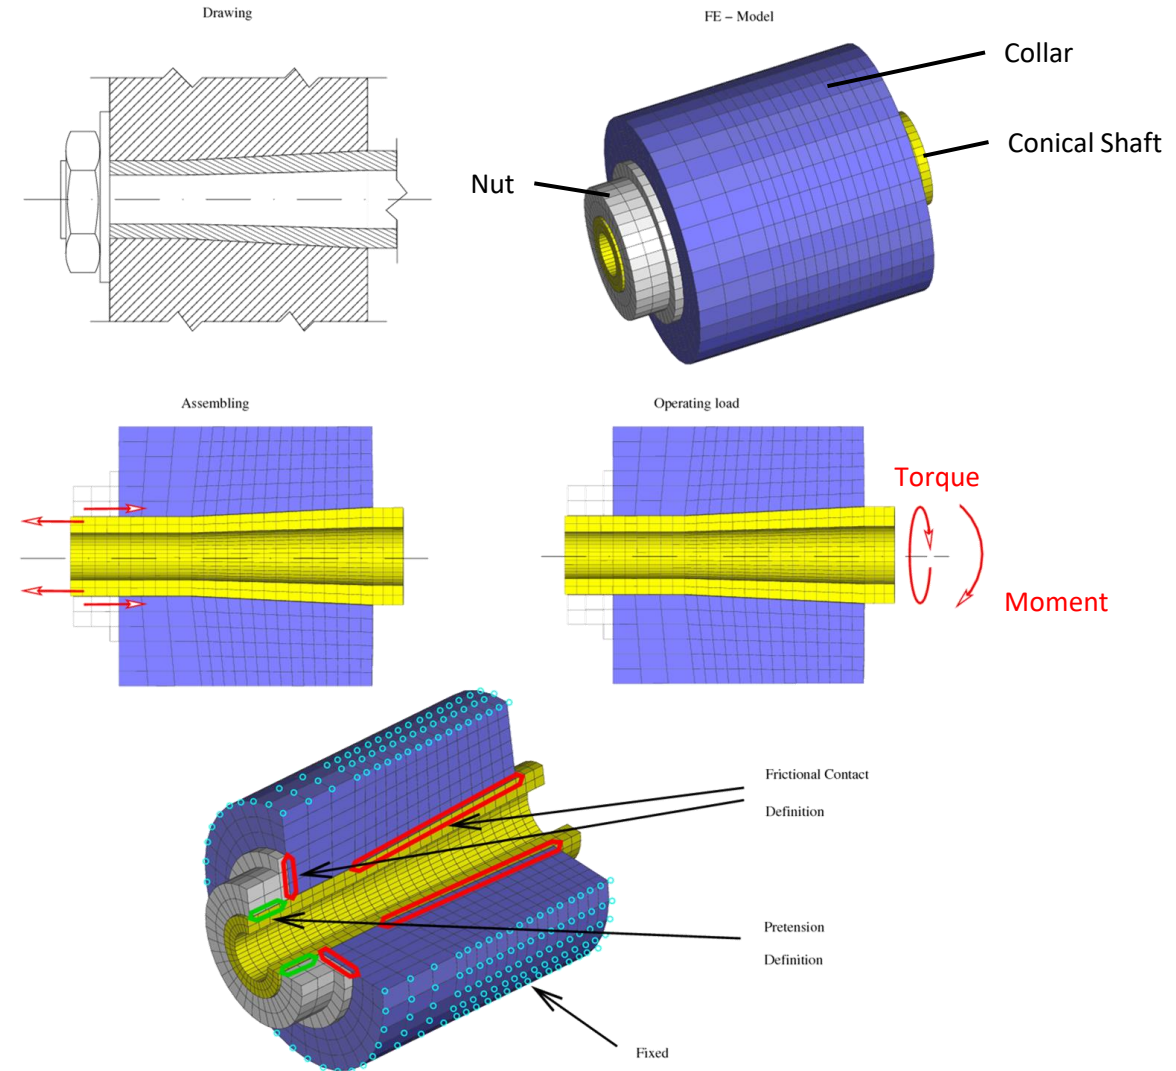 Drawing
FE – Model
Collar
Conical Shaft
Nut
Assembling
Operating load
Torque
Moment
Frictional Contact
Definition
Pretension
Definition
Fixed